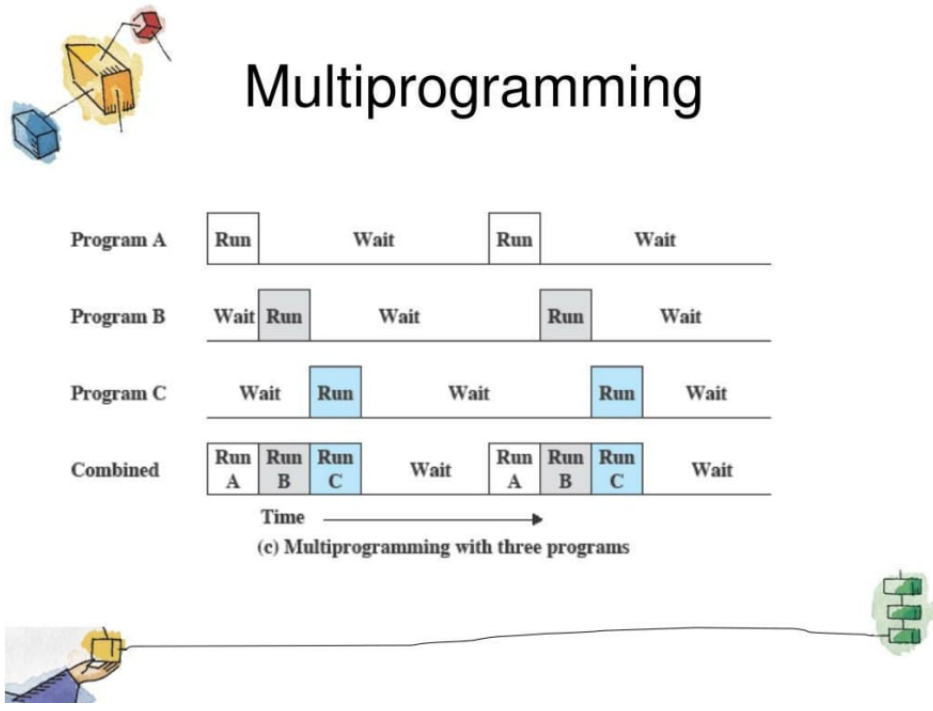 Multiprogramming
Program A Run Wait Run Wait
Program B Wait Run Wait Run Wait
Program C Wait Run Wait Run Wait
Combined Run A Run B Run C Wait Run A Run B Run C Wait
Time
(c) Multiprogramming with three programs